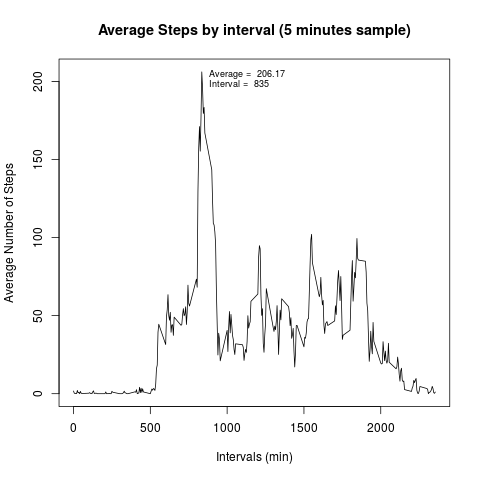 Average Steps by interval (5 minutes sample)
Average = 206.17
Interval = 835
Average Number of Steps
200
150
100
50
0
0 500 1000 1500 2000
Intervals (min)